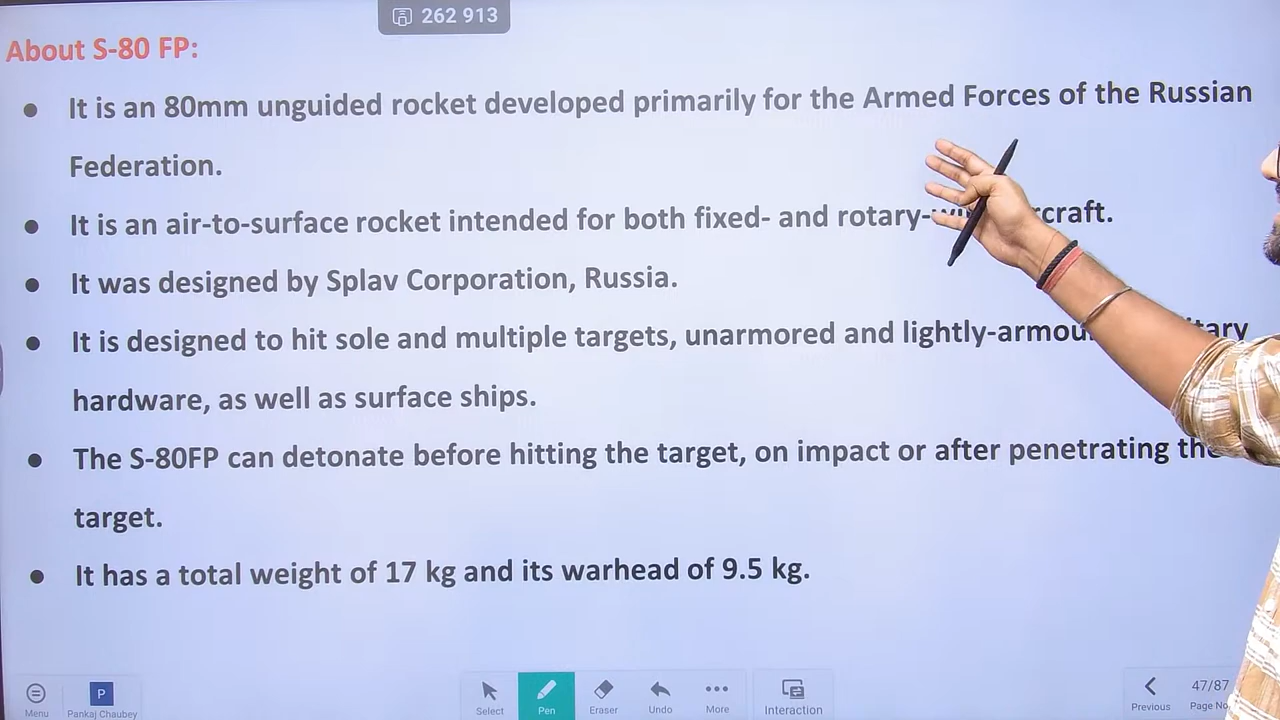 262 913
About S-80 FP:
● It is an 80mm unguided rocket developed primarily for the Armed Forces of the Russian
Federation.
● It is an air-to-surface rocket intended for both fixed- and rotary-
● It was designed by Splav Corporation, Russia.
● It is designed to hit sole and multiple targets, unarmored and
hardware, as well as surface ships.
● The S-80FP can detonate before hitting the target, on impact or after penetrating
target.
● It has a total weight of 17 kg and its warhead of 9.5 kg.
P
Menu Pankaj Chaubey Select Pen Eraser Undo More Interaction Previous
47/87
Page No